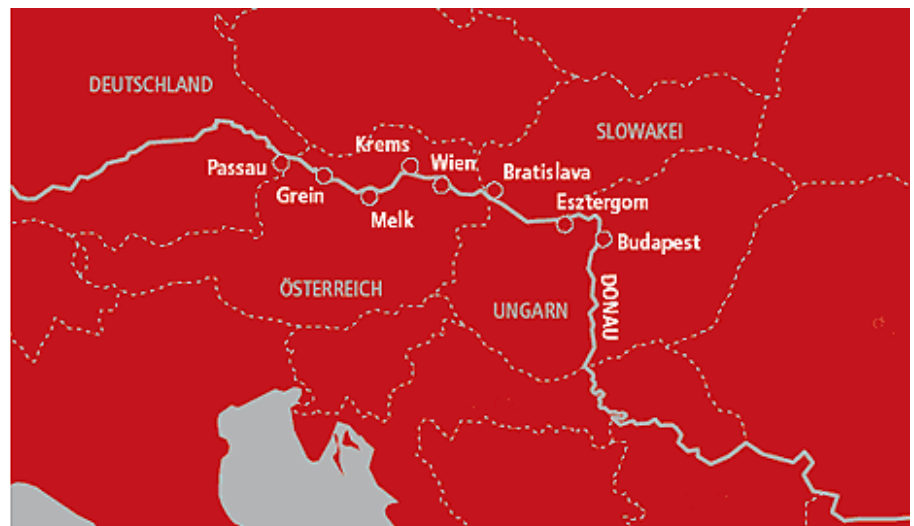 DEUTSCHLAND
SLOWAKEI
Krems
Wien
Passau
Bratislava
Grein
Esztergom
Melk
Budapest
ÖSTERREICH
UNGARN
DONAU